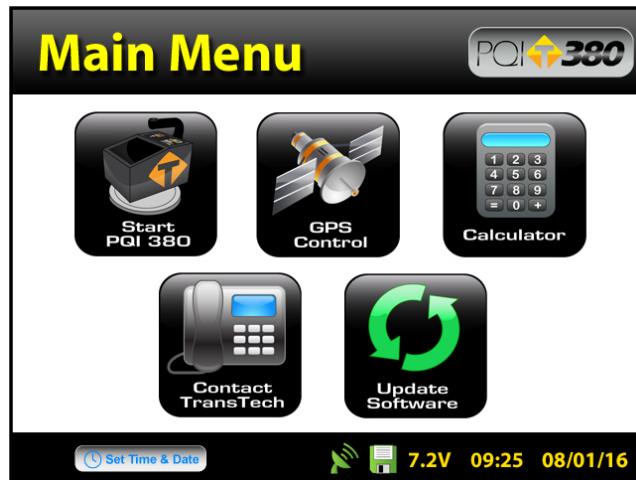 Main Menu
PQI T 380
T
Start
PQI 380
GPS
Control
1 2 3
4 5 6
7 8 9
= 0 +
Calculator
Contact
TransTech
Update
Software
Set Time & Date
7.2V 09:25 08/01/16